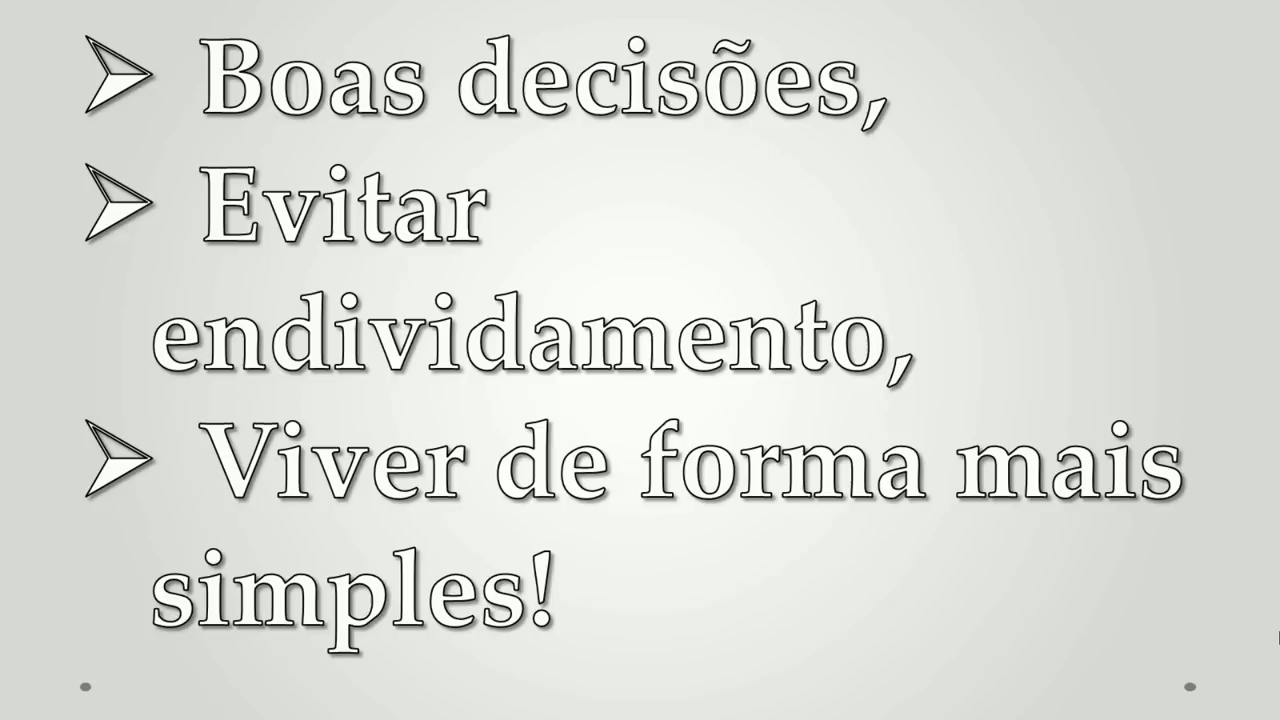 ➢ Boas decisões,
➢ Evitar
endividamento,
➢ Viver de forma mais
simples!